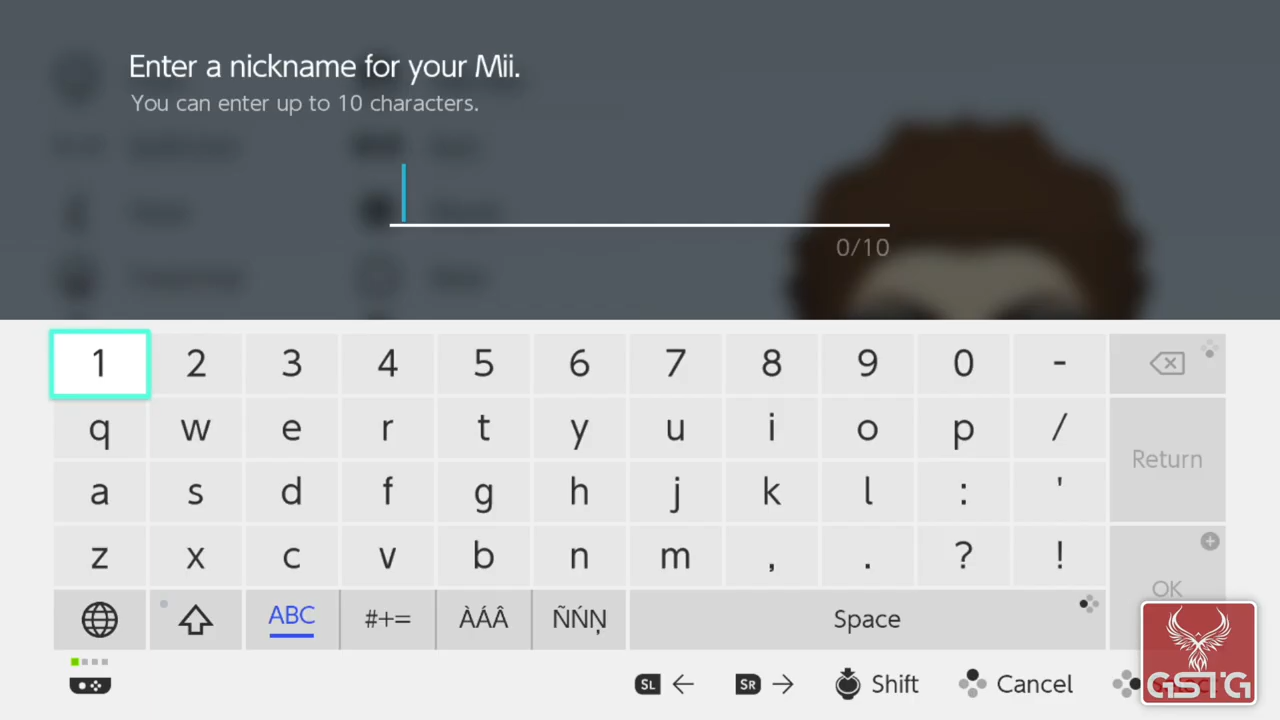 Enter a nickname for your Mii.
You can enter up to 10 characters.
0/10
1 2 3 4 5 6 7 8 9 0 -
q w e r t y u i o p /
Return
a s d f g h j k l : '
z x c v b n m , . ? !
OK
ABC #+= ÀÁÂ ÑŃŅ Space
SL ← SR → Shift Cancel
GSTG